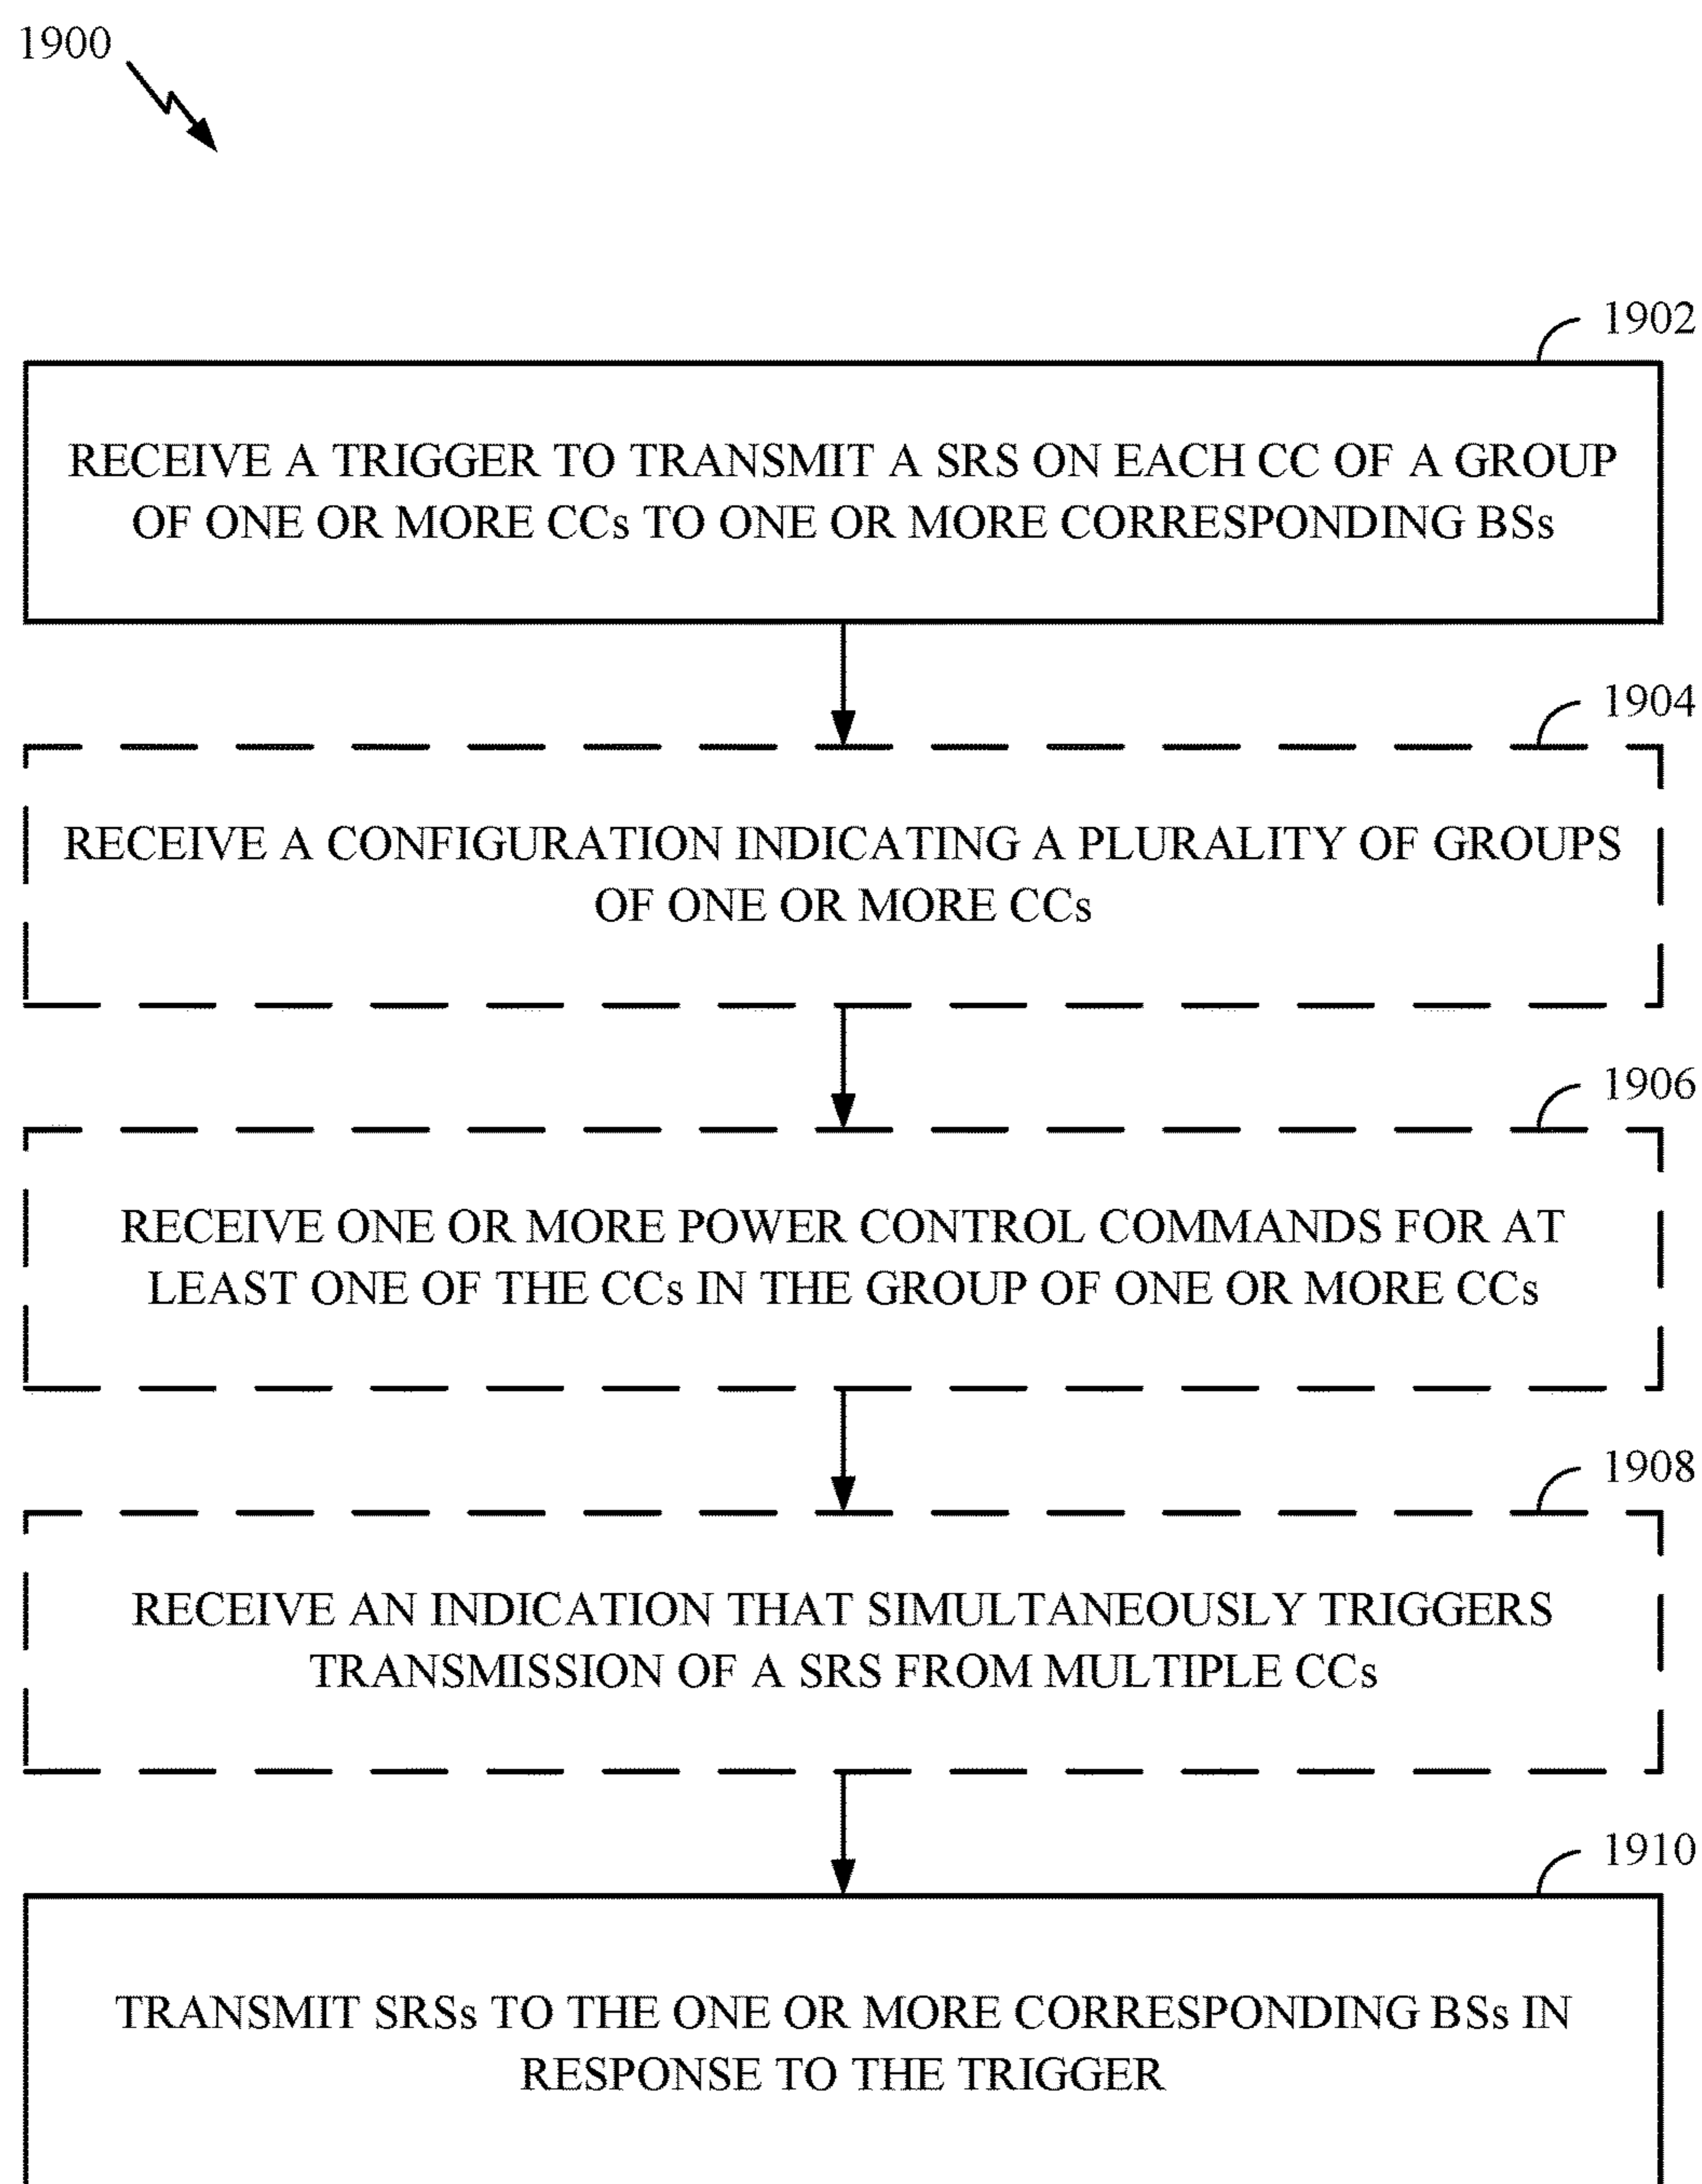 1900
1902
RECEIVE A TRIGGER TO TRANSMIT A SRS ON EACH CC OF A GROUP
OF ONE OR MORE CCs TO ONE OR MORE CORRESPONDING BSs
1904
RECEIVE A CONFIGURATION INDICATING A PLURALITY OF GROUPS
OF ONE OR MORE CCs
1906
RECEIVE ONE OR MORE POWER CONTROL COMMANDS FOR AT
LEAST ONE OF THE CCs IN THE GROUP OF ONE OR MORE CCs
1908
RECEIVE AN INDICATION THAT SIMULTANEOUSLY TRIGGERS
TRANSMISSION OF A SRS FROM MULTIPLE CCs
1910
TRANSMIT SRSs TO THE ONE OR MORE CORRESPONDING BSs IN
RESPONSE TO THE TRIGGER